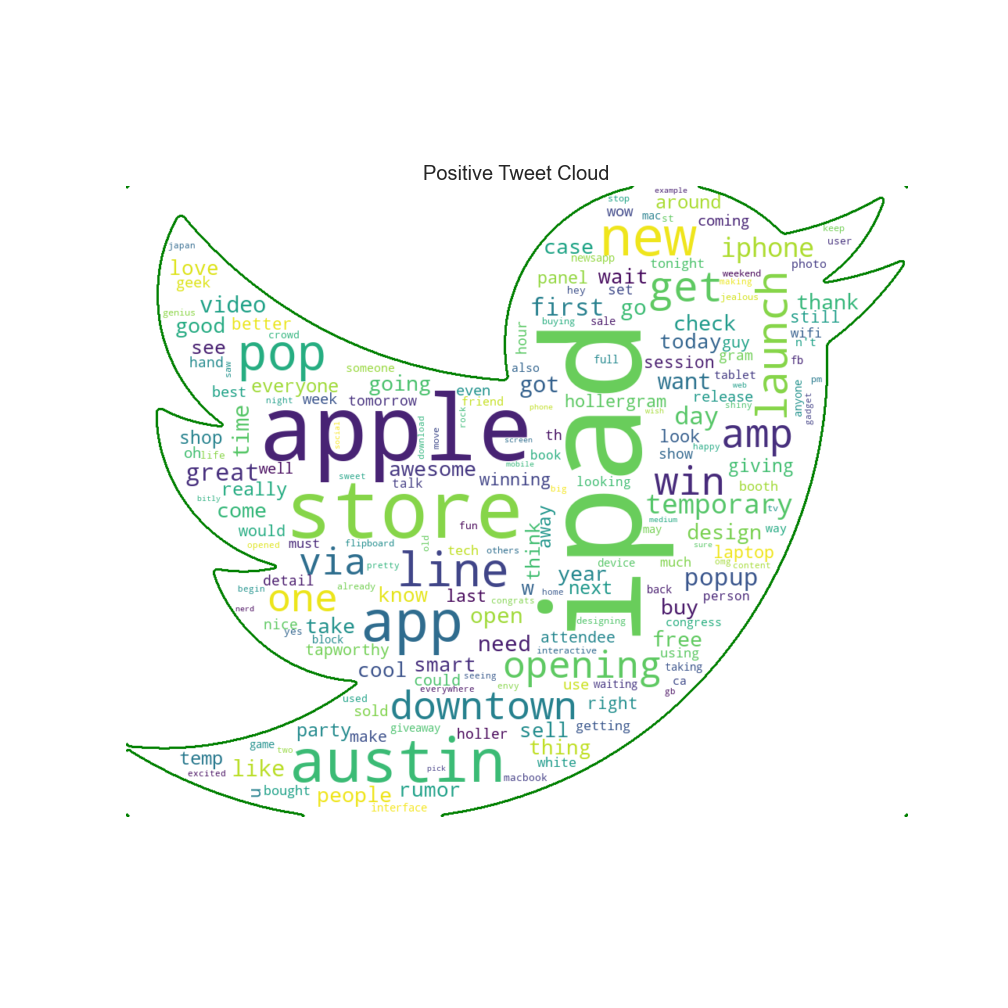 Positive Tweet Cloud
example
stop
around
wow
mac
st
coming
keep
new
user
japan
case
iphone
newsapp
love
tonight
photo
geek
panel
wait
weekend
hey
set
get
making
jealous
launch
genius
video
first
go
thank
good
better
buying
sale
check
still
crowd
hour
wifi
see
pop
today
guy
n't
hand
full
session
gram
fb
saw
someone
also
ipad
want
tablet
pm
best
everyone
going
even
got
release
web
anyone
gadget
night
week
tomorrow
friend
phone
hollergram
wish
shiny
time
apple
rock
day
download
move
th
look
amp
shop
screen
show
happy
oh
life
book
great
well
awesome
mobile
win
giving
sweet
talk
winning
looking
booth
really
big
bitly
store
temporary
tv
come
away
medium
would
fun
think
may
design
way
opened
must
flipboard
old
tech
others
sure
laptop
via
line
pretty
device
much
omg
content
detail
year
popup
begin
already
know
last
w
next
home
back
person
one
congrats
buy
nerd
app
open
designing
congress
nice
take
yes
block
need
attendee
free
tapworthy
interactive
using
cool
smart
opening
taking
could
seeing
use
waiting
ca
everywhere
envy
gb
used
sold
downtown
right
party
make
giveaway
holler
sell
getting
game
two
thing
temp
like
austin
white
excited
pick
macbook
u
bought
people
rumor
interface